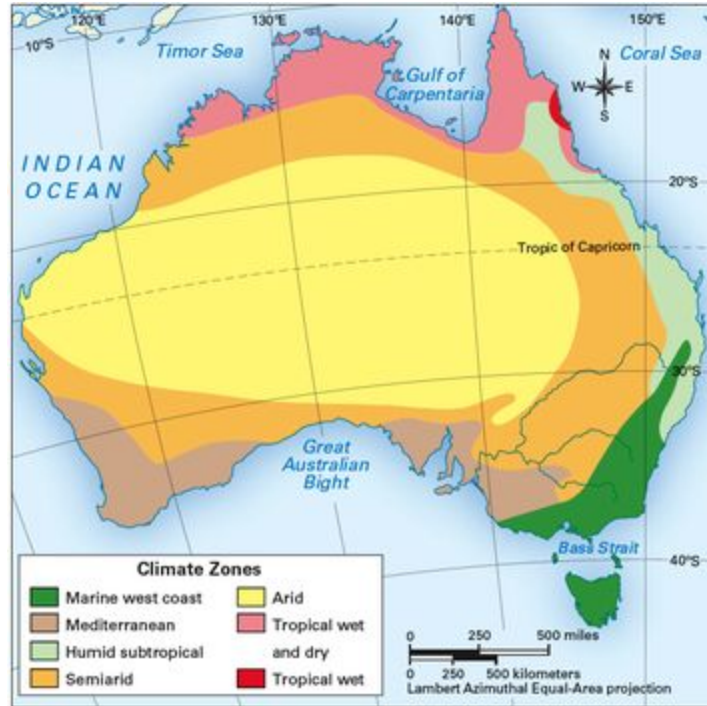 120°E
130°E
140°E
150°E
10°S
Timor Sea
Coral Sea
Gulf of
Carpentaria
N
W
E
S
INDIAN
OCEAN
20°S
Tropic of Capricorn
30°S
Great
Australian
Bight
Bass Strait
40°S
Climate Zones
Marine west coast
Mediterranean
Humid subtropical
Semiarid
Arid
Tropical wet
and dry
Tropical wet
0 250 500 miles
0 250 500 kilometers
Lambert Azimuthal Equal-Area projection